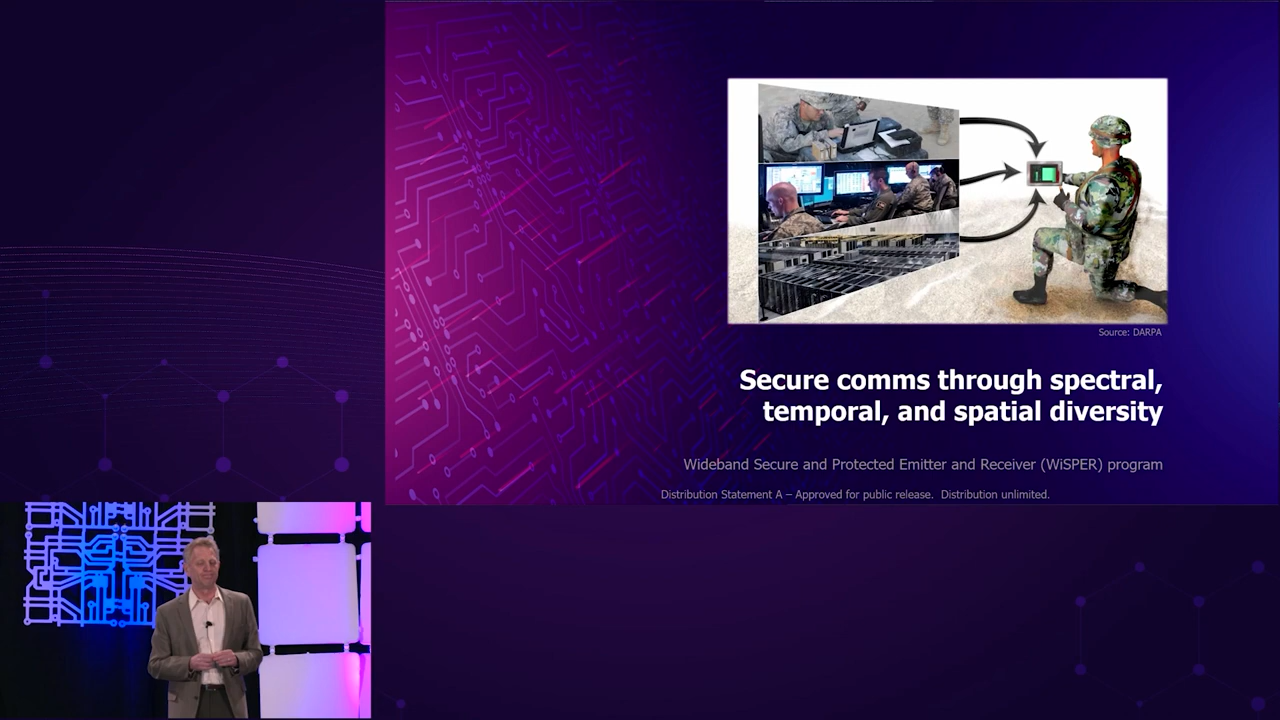 Source: DARPA
Secure comms through spectral,
temporal, and spatial diversity
Wideband Secure and Protected Emitter and Receiver (WiSPER) program
Distribution Statement A – Approved for public release.  Distribution unlimited.